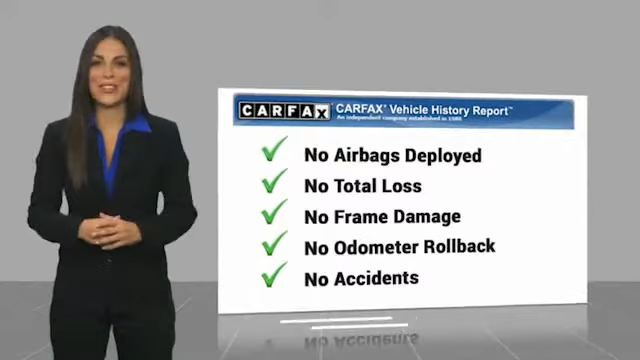 CARFAX CARFAX® Vehicle History Report™
An independent company established in 1986
No Airbags Deployed
No Total Loss
No Frame Damage
No Odometer Rollback
No Accidents